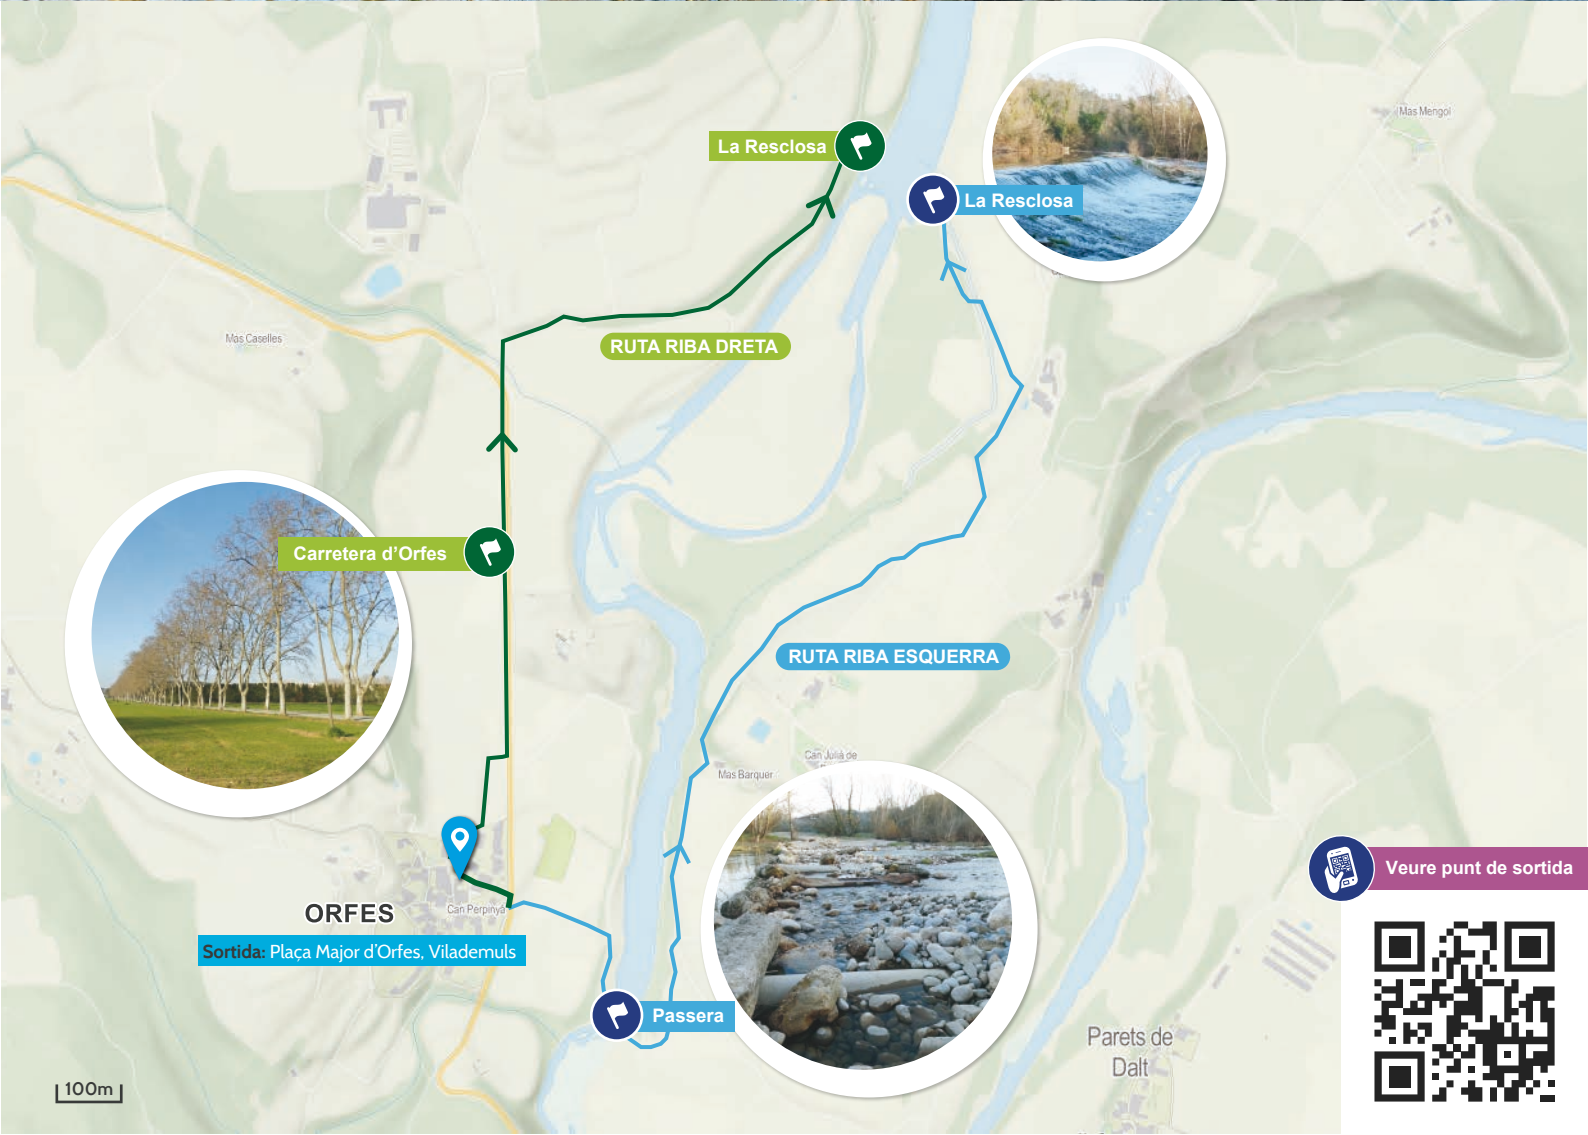 Mas Mengol
La Resclosa
La Resclosa
Mas Caselles
RUTA RIBA DRETA
Carretera d'Orfes
RUTA RIBA ESQUERRA
Can Julià de
Mas Barquer
Veure punt de sortida
ORFES
Can Perpinyà
Sortida: Plaça Major d'Orfes, Vilademuls
Passera
Parets de
Dalt
100m